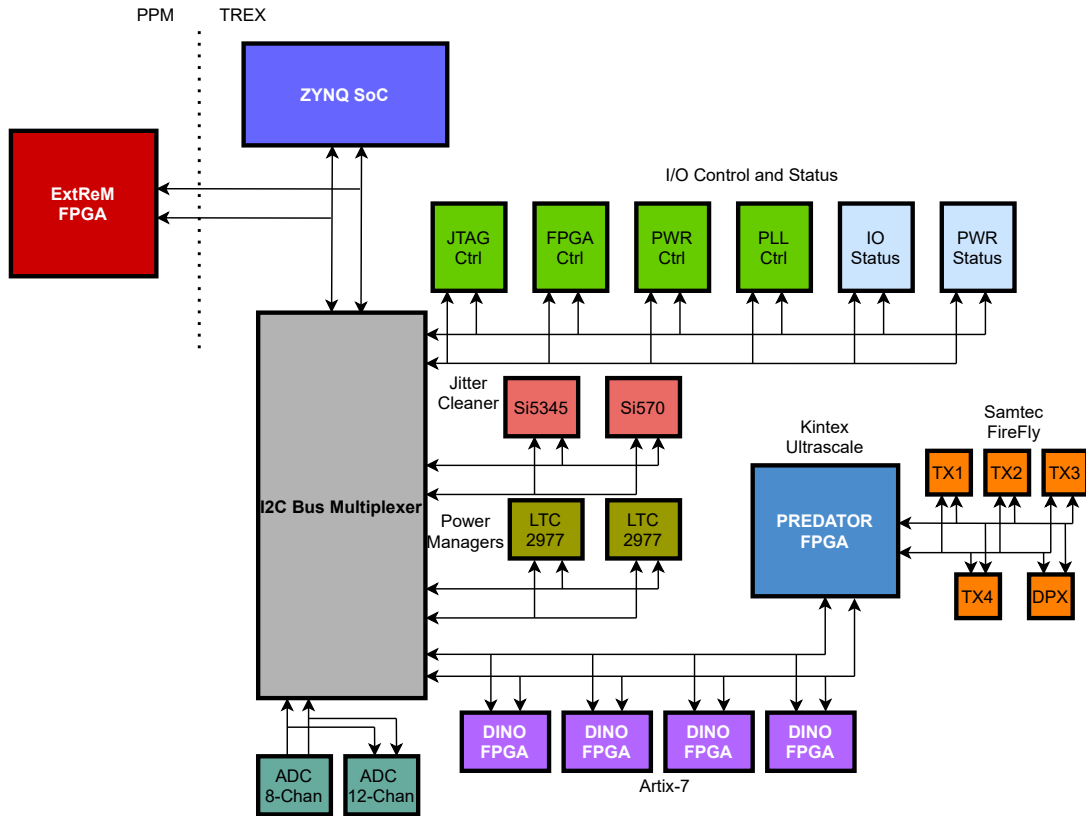 PPM
TREX
ZYNQ SoC
ExtReM
FPGA
I/O Control and Status
JTAG
Ctrl
FPGA
Ctrl
PWR
Ctrl
PLL
Ctrl
IO
Status
PWR
Status
I2C Bus Multiplexer
Jitter
Cleaner
Si5345
Si570
Power
Managers
LTC
2977
LTC
2977
Kintex
Ultrascale
PREDATOR
FPGA
Samtec
FireFly
TX1
TX2
TX3
TX4
DPX
DINO
FPGA
DINO
FPGA
DINO
FPGA
DINO
FPGA
Artix-7
ADC
8-Chan
ADC
12-Chan